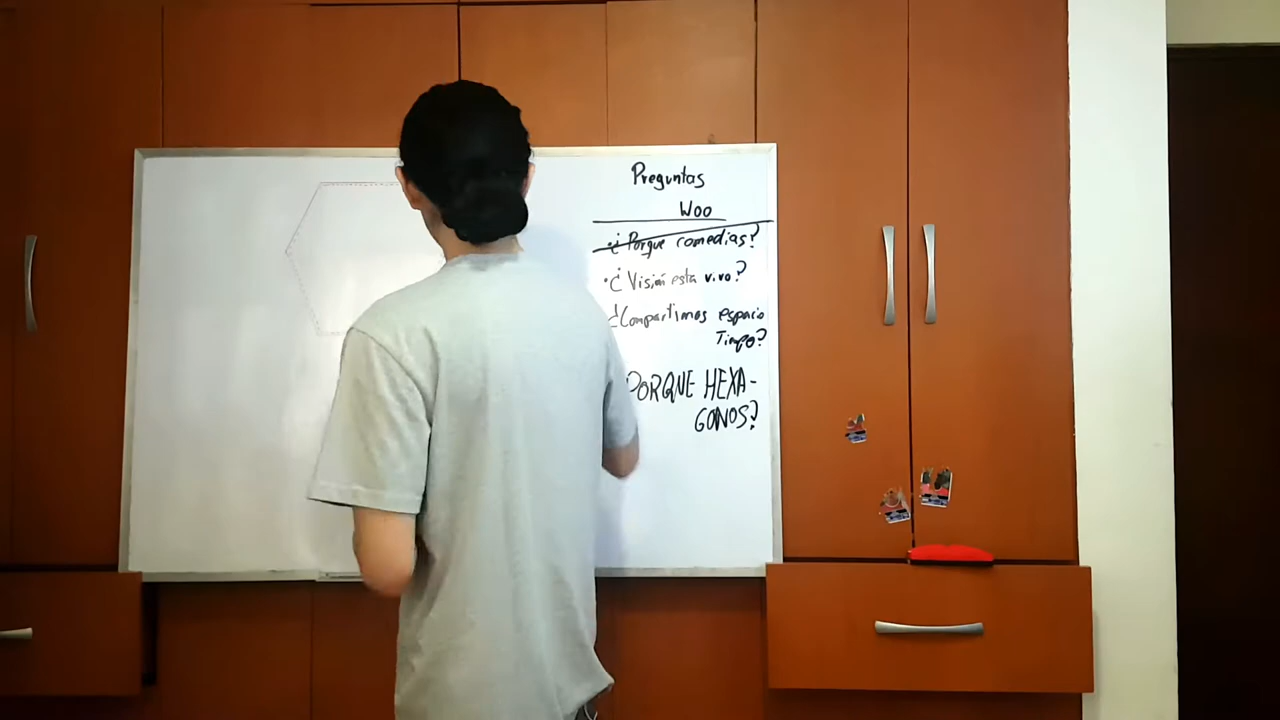 Preguntas
Woo
• ¿Porque comedias?
• ¿Visión esta vivo?
¿Compartimos espacio
Tiempo?
PORQUE HEXA-
GONOS?